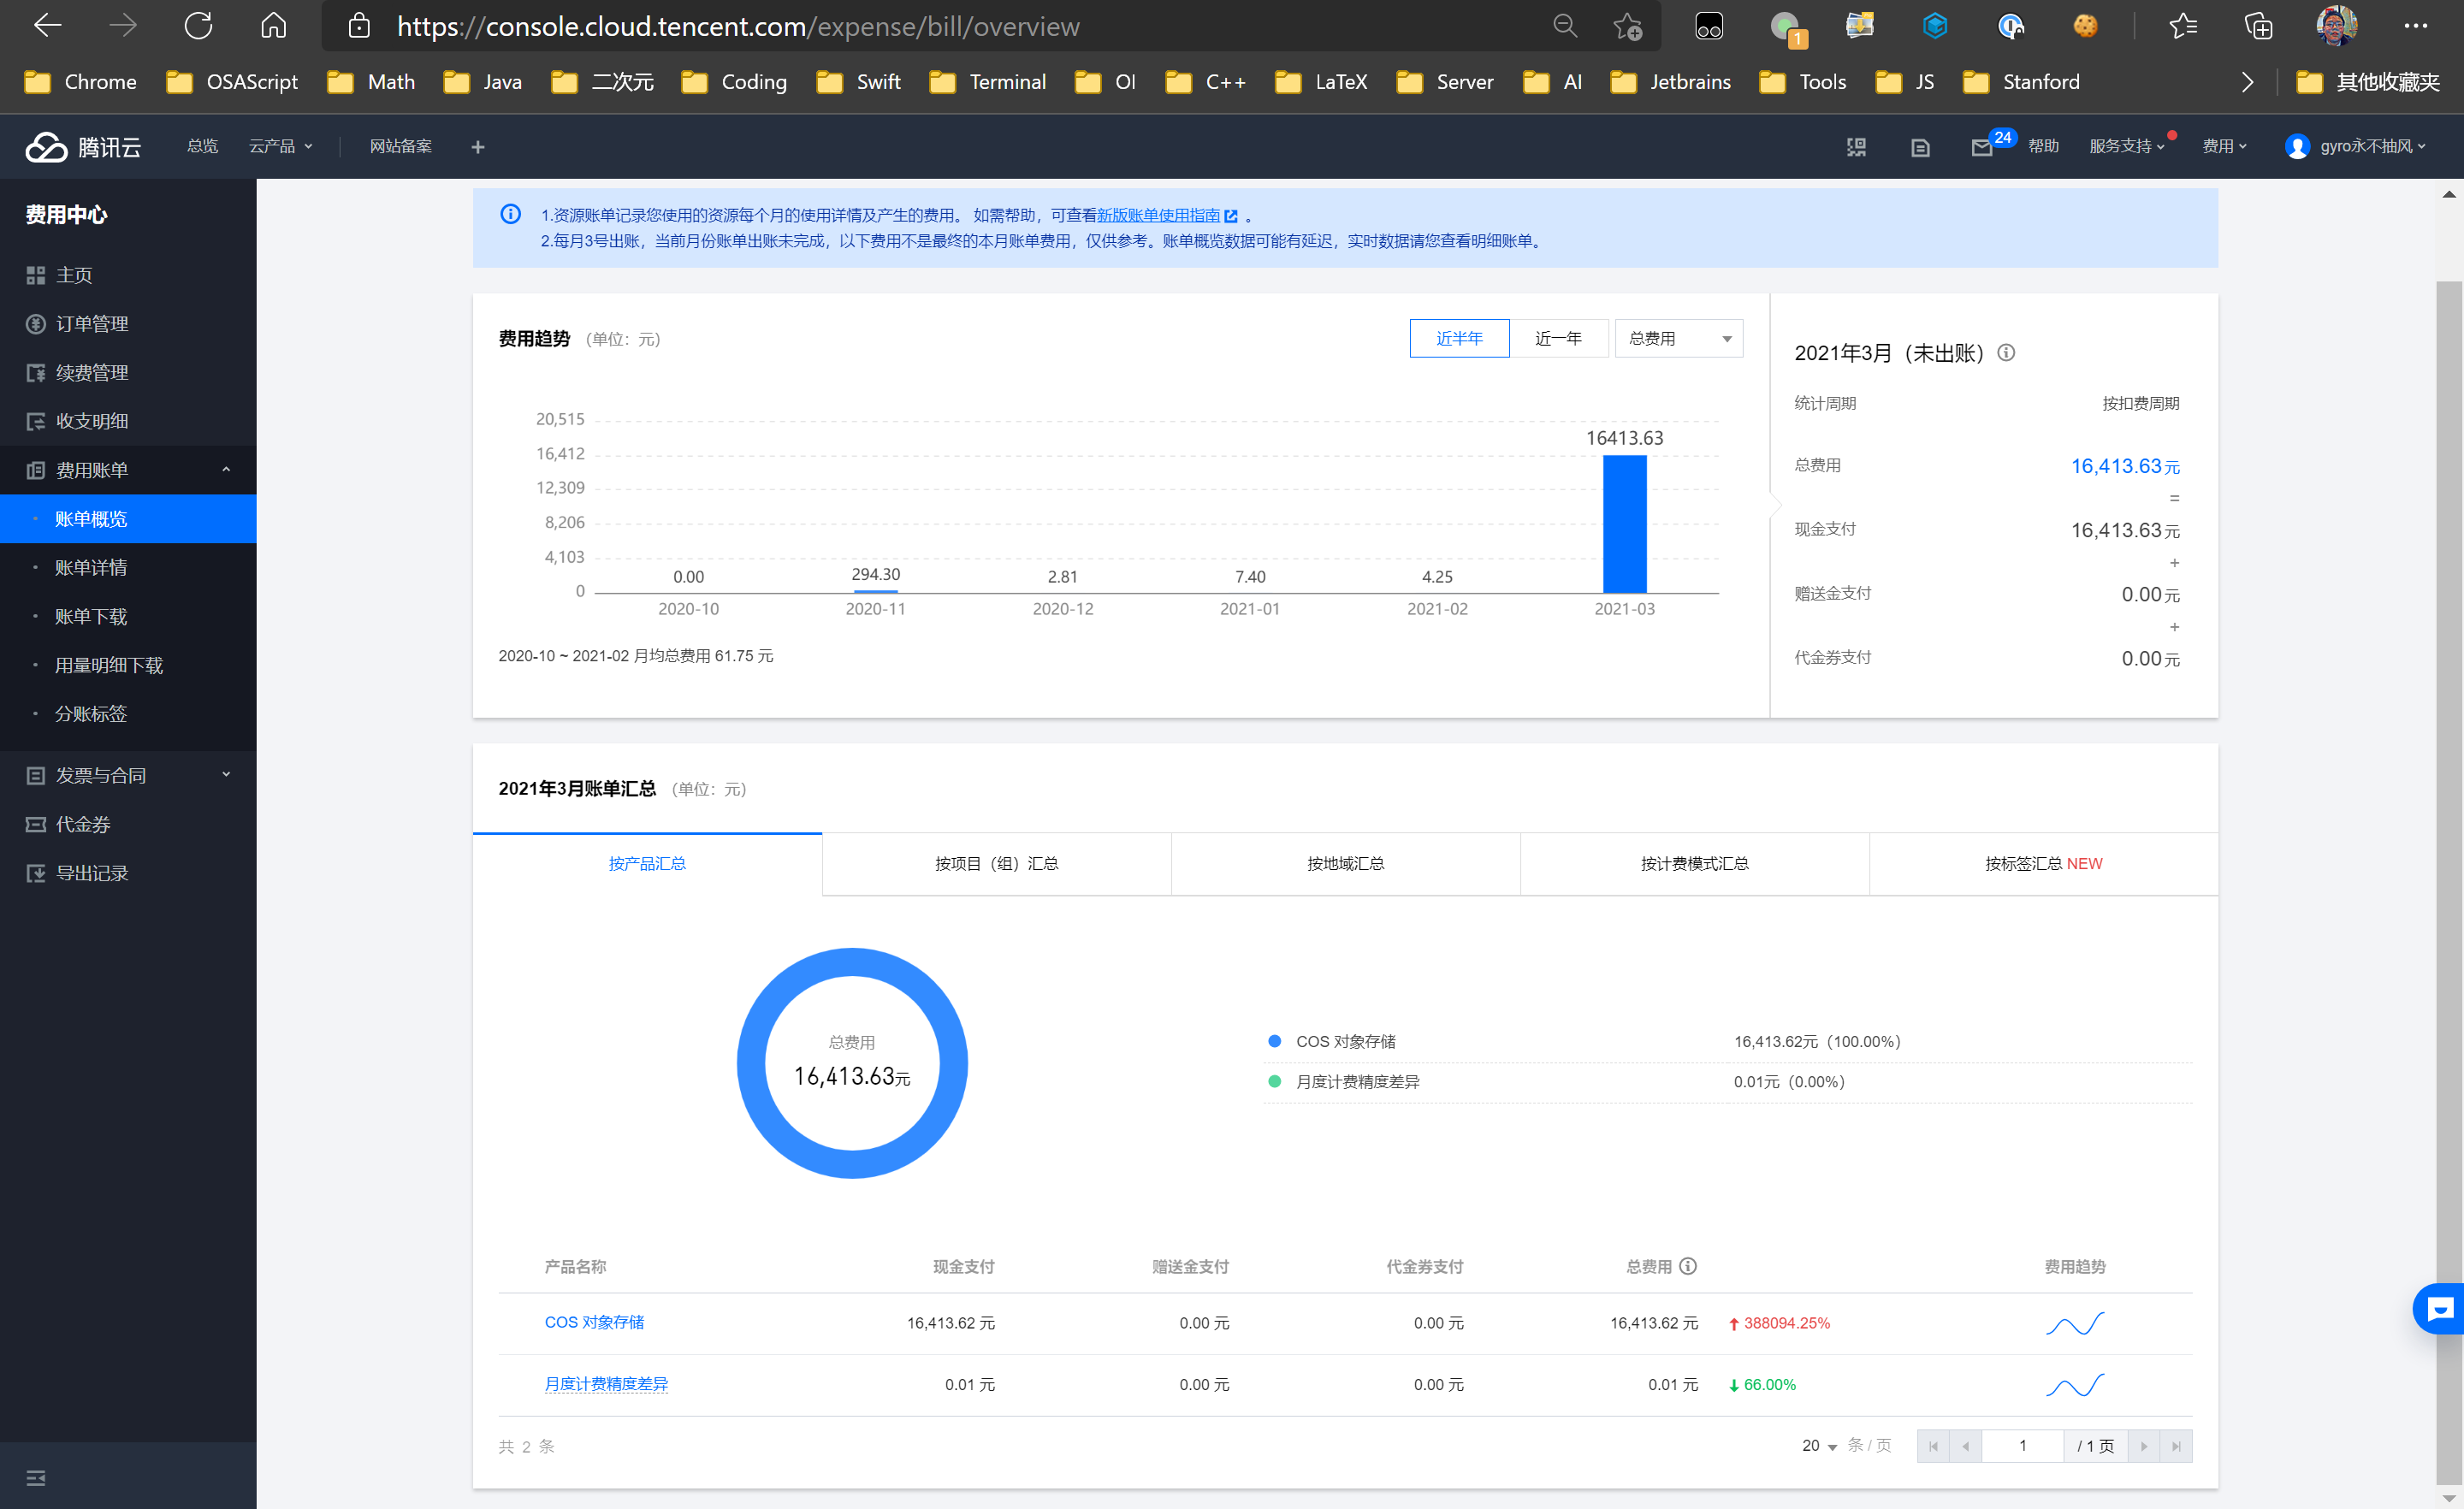 https://console.cloud.tencent.com/expense/bill/overview
1
Chrome OSAScript Math Java 二次元 Coding Swift Terminal OI C++ LaTeX Server AI Jetbrains Tools JS Stanford 其他收藏夹
腾讯云 总览 云产品 网站备案 + 24 帮助 服务支持 费用 gyro永不抽风
费用中心
主页
订单管理
续费管理
收支明细
费用账单
账单概览
账单详情
账单下载
用量明细下载
分账标签
发票与合同
代金券
导出记录
1.资源账单记录您使用的资源每个月的使用详情及产生的费用。 如需帮助，可查看新版账单使用指南 。
2.每月3号出账，当前月份账单出账未完成，以下费用不是最终的本月账单费用，仅供参考。账单概览数据可能有延迟，实时数据请您查看明细账单。
费用趋势 （单位：元） 近半年 近一年 总费用
20,515
16,412
12,309
8,206
4,103
0
0.00 294.30 2.81 7.40 4.25 16413.63
2020-10 2020-11 2020-12 2021-01 2021-02 2021-03
2020-10 ~ 2021-02 月均总费用 61.75 元
2021年3月（未出账）
统计周期 按扣费周期
总费用 16,413.63元
=
现金支付 16,413.63元
+
赠送金支付 0.00元
+
代金券支付 0.00元
2021年3月账单汇总 （单位：元）
按产品汇总 按项目（组）汇总 按地域汇总 按计费模式汇总 按标签汇总 NEW
总费用
16,413.63元
COS 对象存储 16,413.62元（100.00%）
月度计费精度差异 0.01元（0.00%）
产品名称 现金支付 赠送金支付 代金券支付 总费用 费用趋势
COS 对象存储 16,413.62 元 0.00 元 0.00 元 16,413.62 元 388094.25%
月度计费精度差异 0.01 元 0.00 元 0.00 元 0.01 元 66.00%
共 2 条 20 条 / 页 1 / 1 页